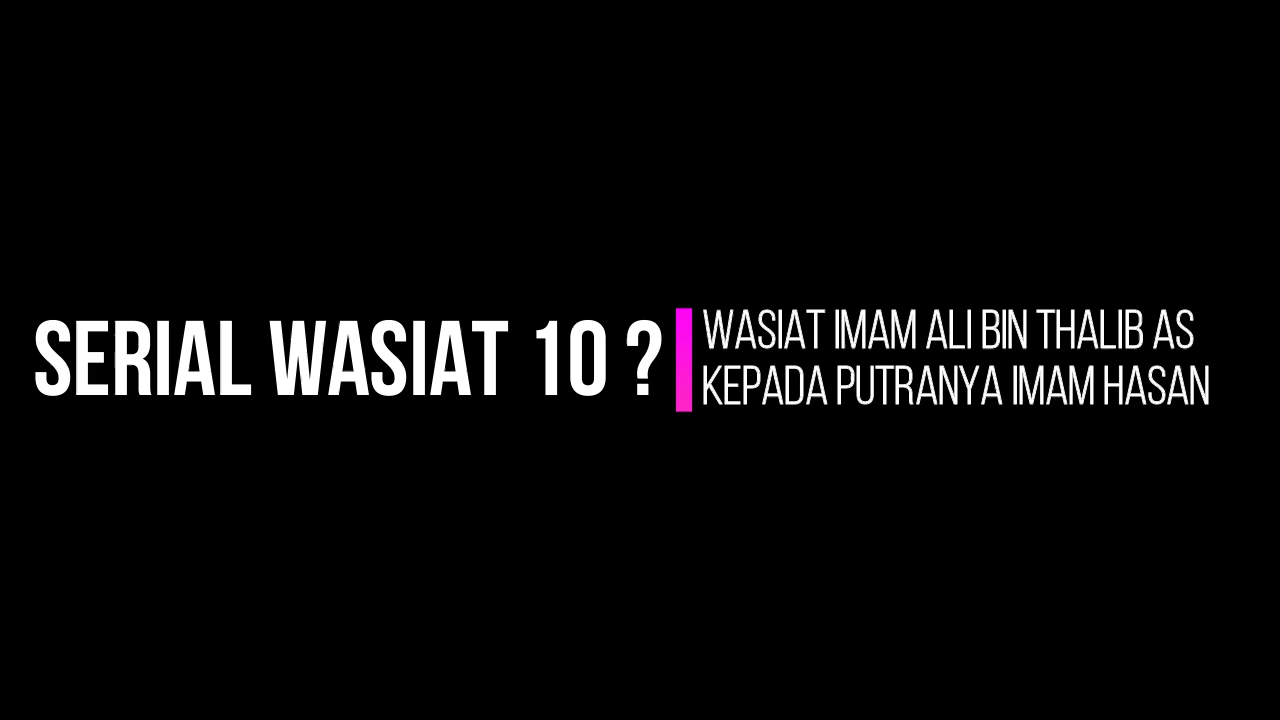 SERIAL WASIAT 10 ?
WASIAT IMAM ALI BIN THALIB AS
KEPADA PUTRANYA IMAM HASAN